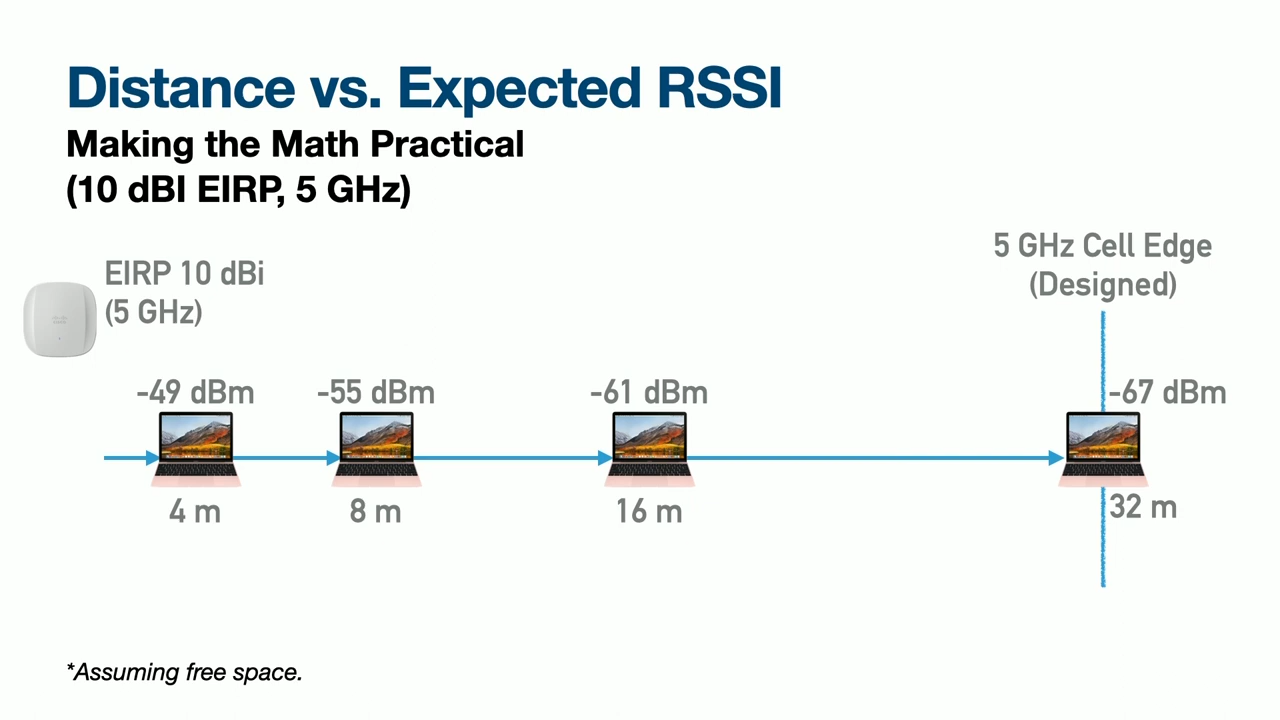 Distance vs. Expected RSSI
Making the Math Practical
(10 dBI EIRP, 5 GHz)
5 GHz Cell Edge
(Designed)
EIRP 10 dBi
(5 GHz)
-49 dBm
-55 dBm
-61 dBm
-67 dBm
4 m
8 m
16 m
32 m
*Assuming free space.